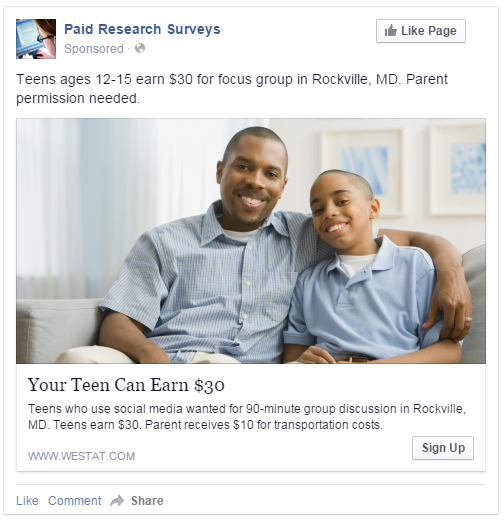 Paid Research Surveys
Like Page
Sponsored ·
Teens ages 12-15 earn $30 for focus group in Rockville, MD. Parent
permission needed.
Your Teen Can Earn $30
Teens who use social media wanted for 90-minute group discussion in Rockville,
MD. Teens earn $30. Parent receives $10 for transportation costs.
Sign Up
WWW.WESTAT.COM
Like Comment Share